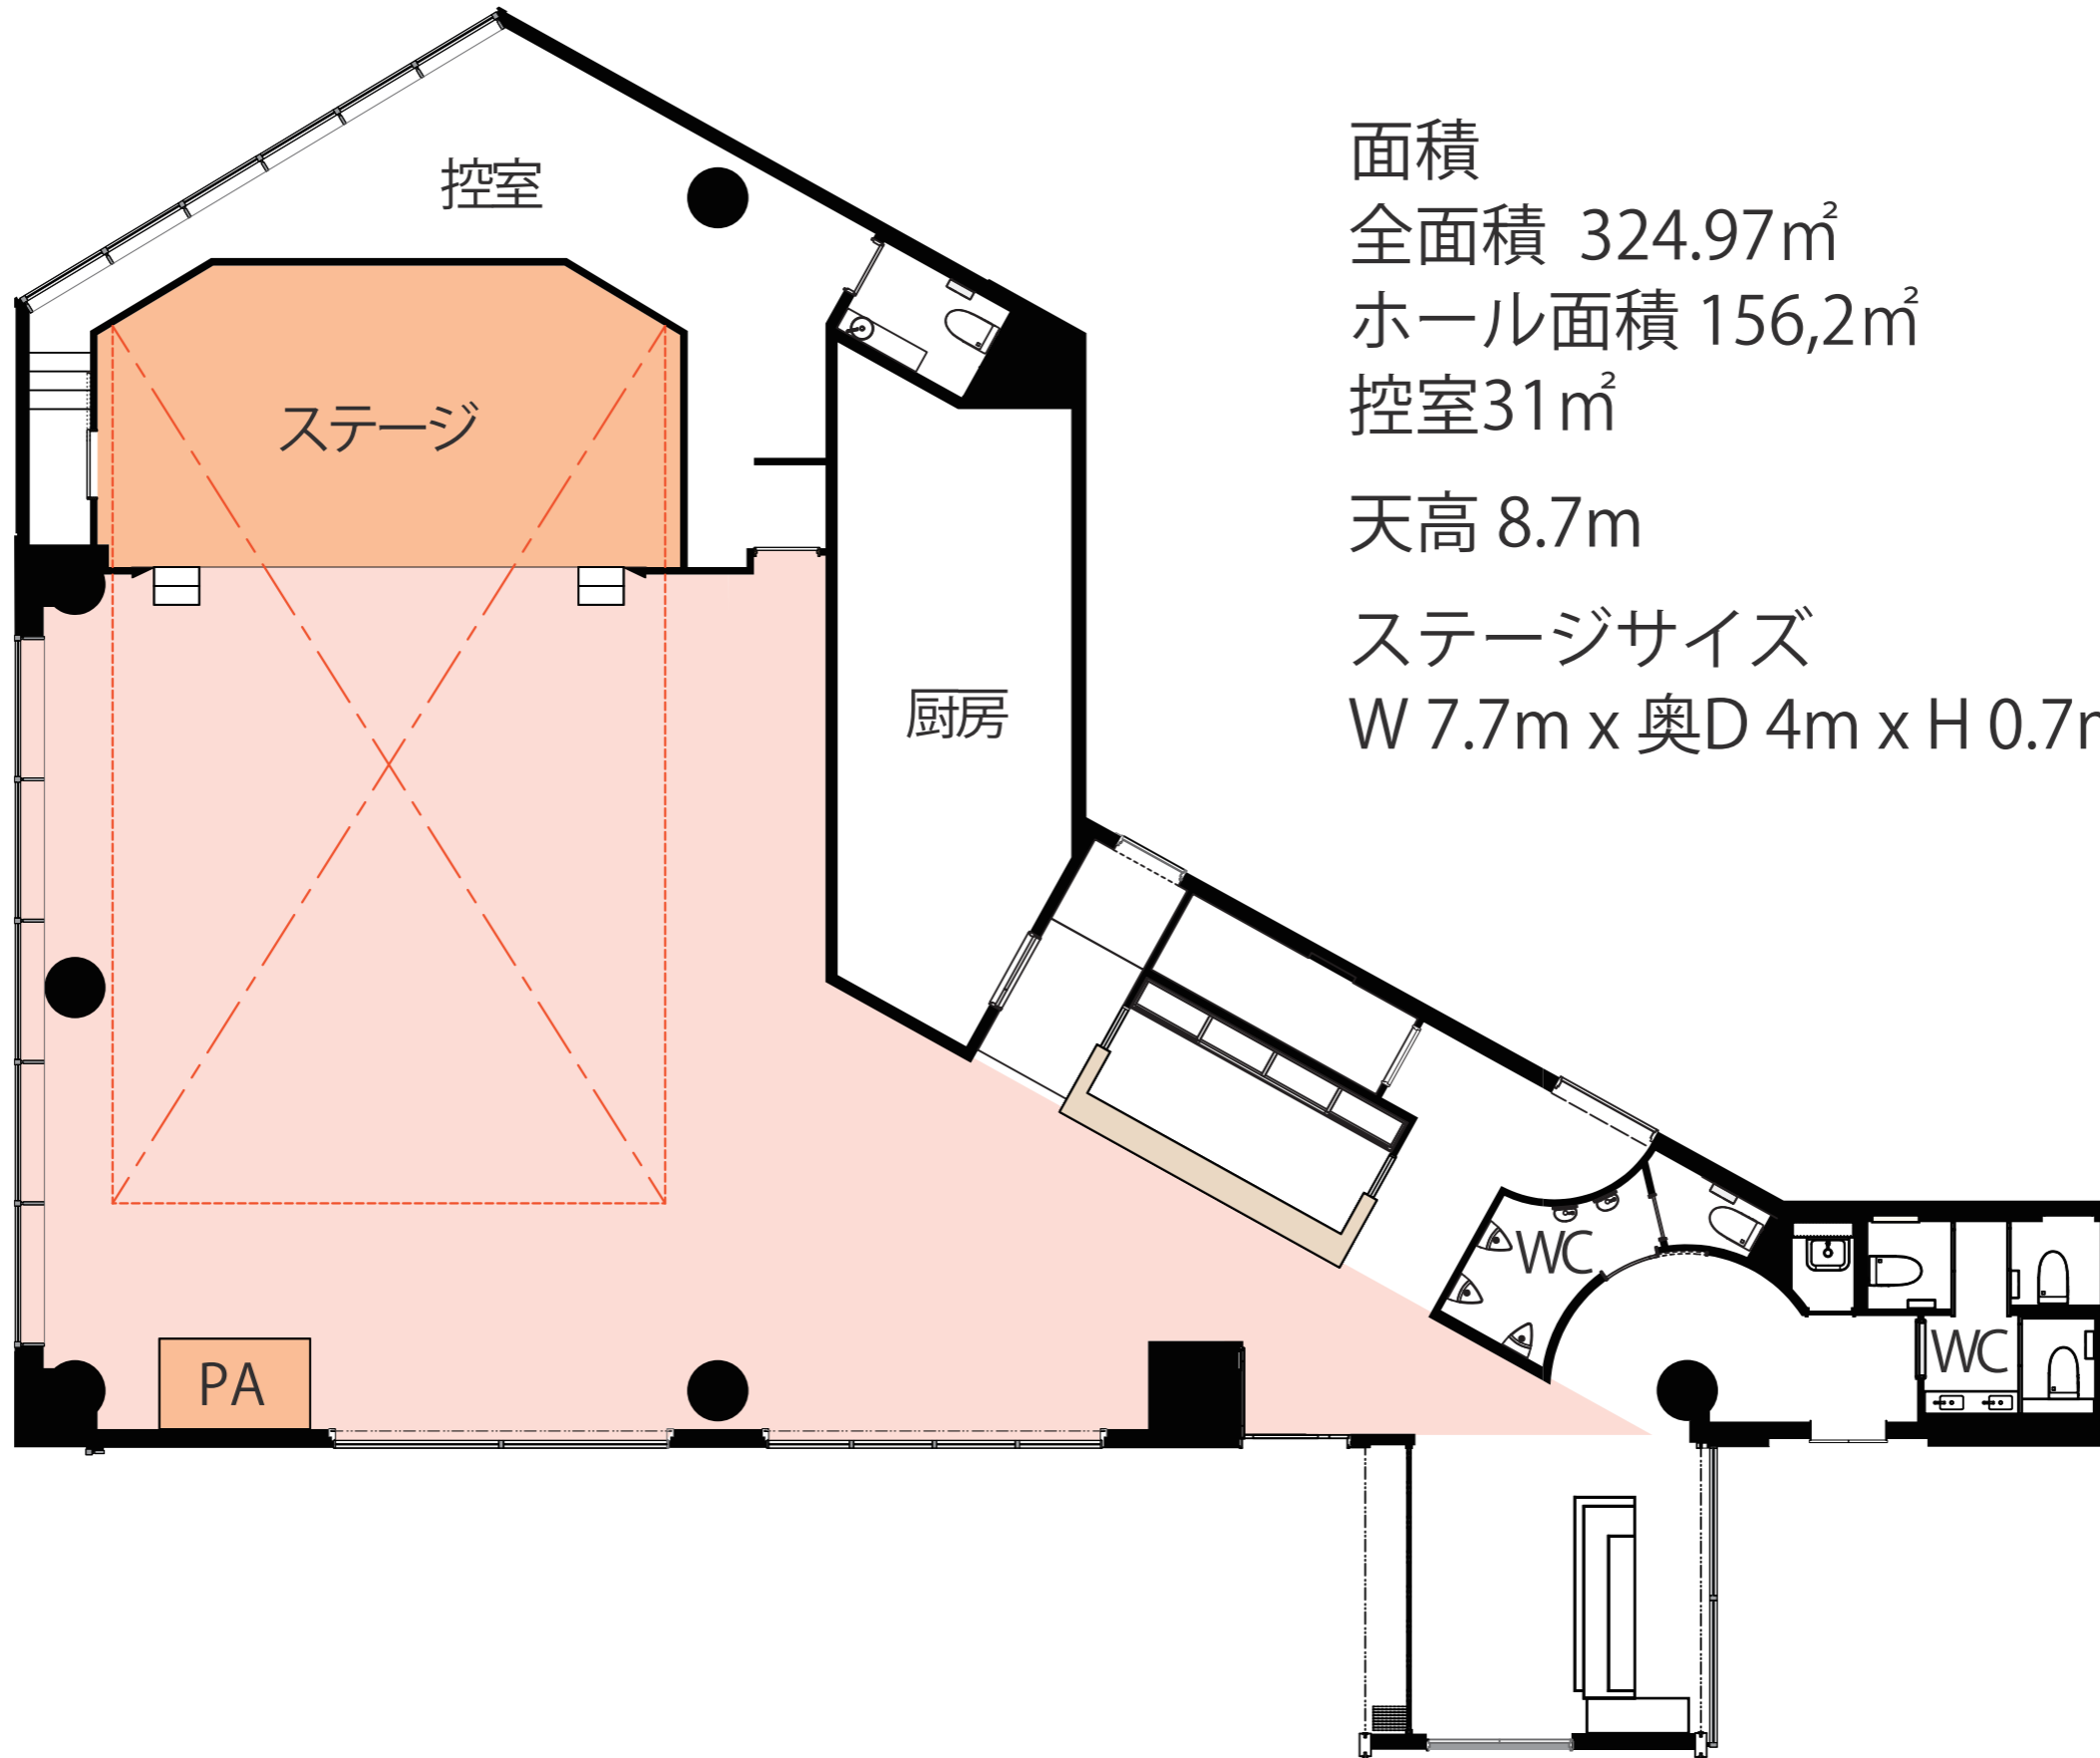 面積
全面積 324.97㎡
ホール面積 156,2㎡
控室31㎡
天高 8.7m
ステージサイズ
W 7.7m x 奥D 4m x H 0.7m
控室
ステージ
厨房
WC
WC
PA